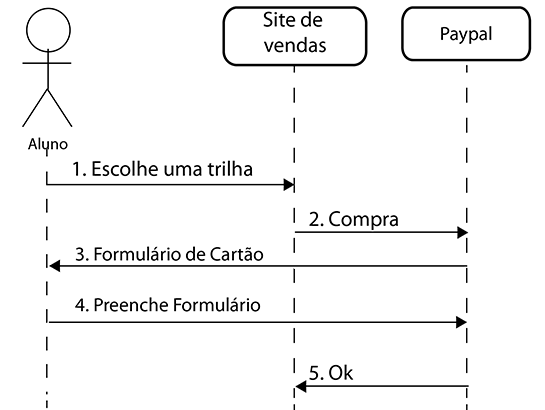 Site de
vendas
Paypal
Aluno
1. Escolhe uma trilha
2. Compra
3. Formulário de Cartão
4. Preenche Formulário
5. Ok